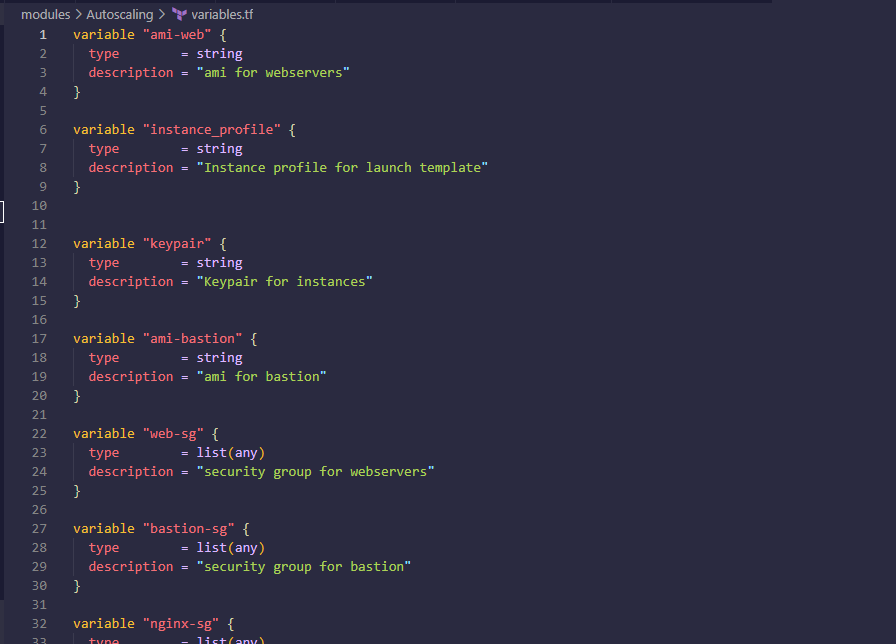 modules > Autoscaling > variables.tf
1 variable "ami-web" {
2   type        = string
3   description = "ami for webservers"
4 }
5
6 variable "instance_profile" {
7   type        = string
8   description = "Instance profile for launch template"
9 }
10
11
12 variable "keypair" {
13   type        = string
14   description = "Keypair for instances"
15 }
16
17 variable "ami-bastion" {
18   type        = string
19   description = "ami for bastion"
20 }
21
22 variable "web-sg" {
23   type        = list(any)
24   description = "security group for webservers"
25 }
26
27 variable "bastion-sg" {
28   type        = list(any)
29   description = "security group for bastion"
30 }
31
32 variable "nginx-sg" {
33   type        = list(any)